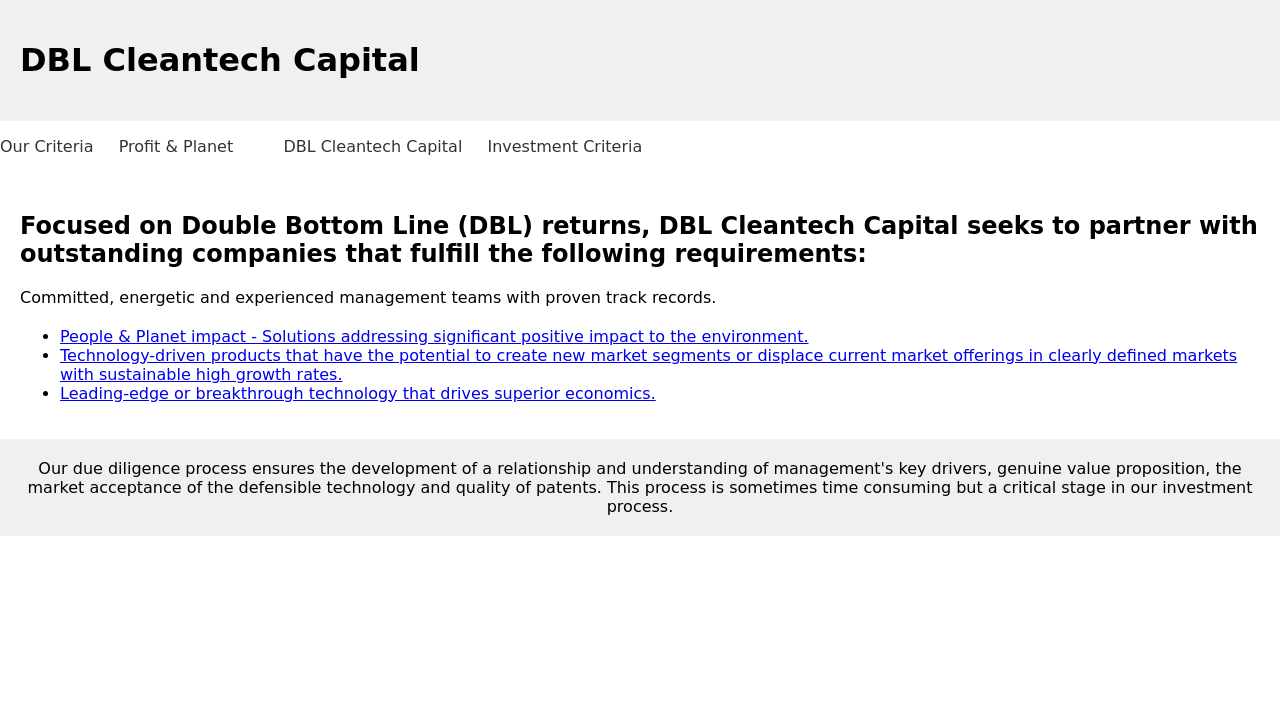 DBL Cleantech Capital
Our Criteria Profit & Planet DBL Cleantech Capital Investment Criteria
Focused on Double Bottom Line (DBL) returns, DBL Cleantech Capital seeks to partner with
outstanding companies that fulfill the following requirements:
Committed, energetic and experienced management teams with proven track records.
• People & Planet impact - Solutions addressing significant positive impact to the environment.
• Technology-driven products that have the potential to create new market segments or displace current market offerings in clearly defined markets
with sustainable high growth rates.
• Leading-edge or breakthrough technology that drives superior economics.
Our due diligence process ensures the development of a relationship and understanding of management's key drivers, genuine value proposition, the
market acceptance of the defensible technology and quality of patents. This process is sometimes time consuming but a critical stage in our investment
process.